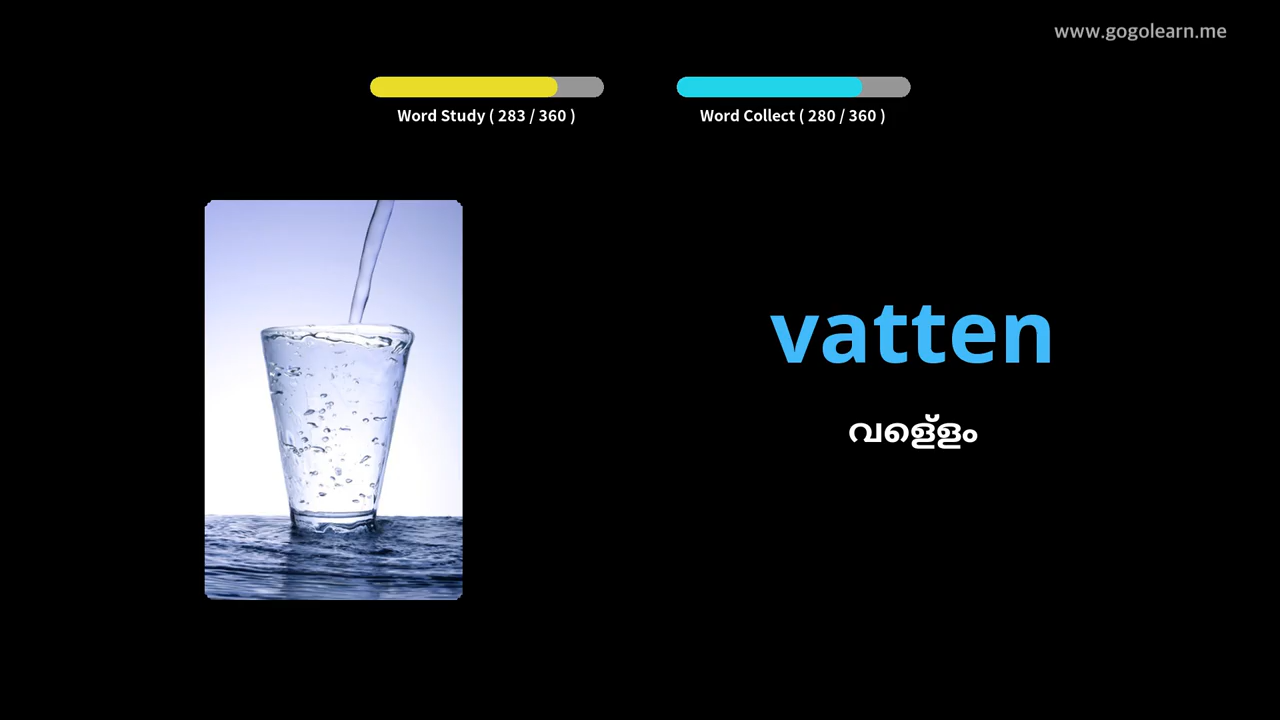 www.gogolearn.me
Word Study ( 283 / 360 )
Word Collect ( 280 / 360 )
vatten
വെള്ളം